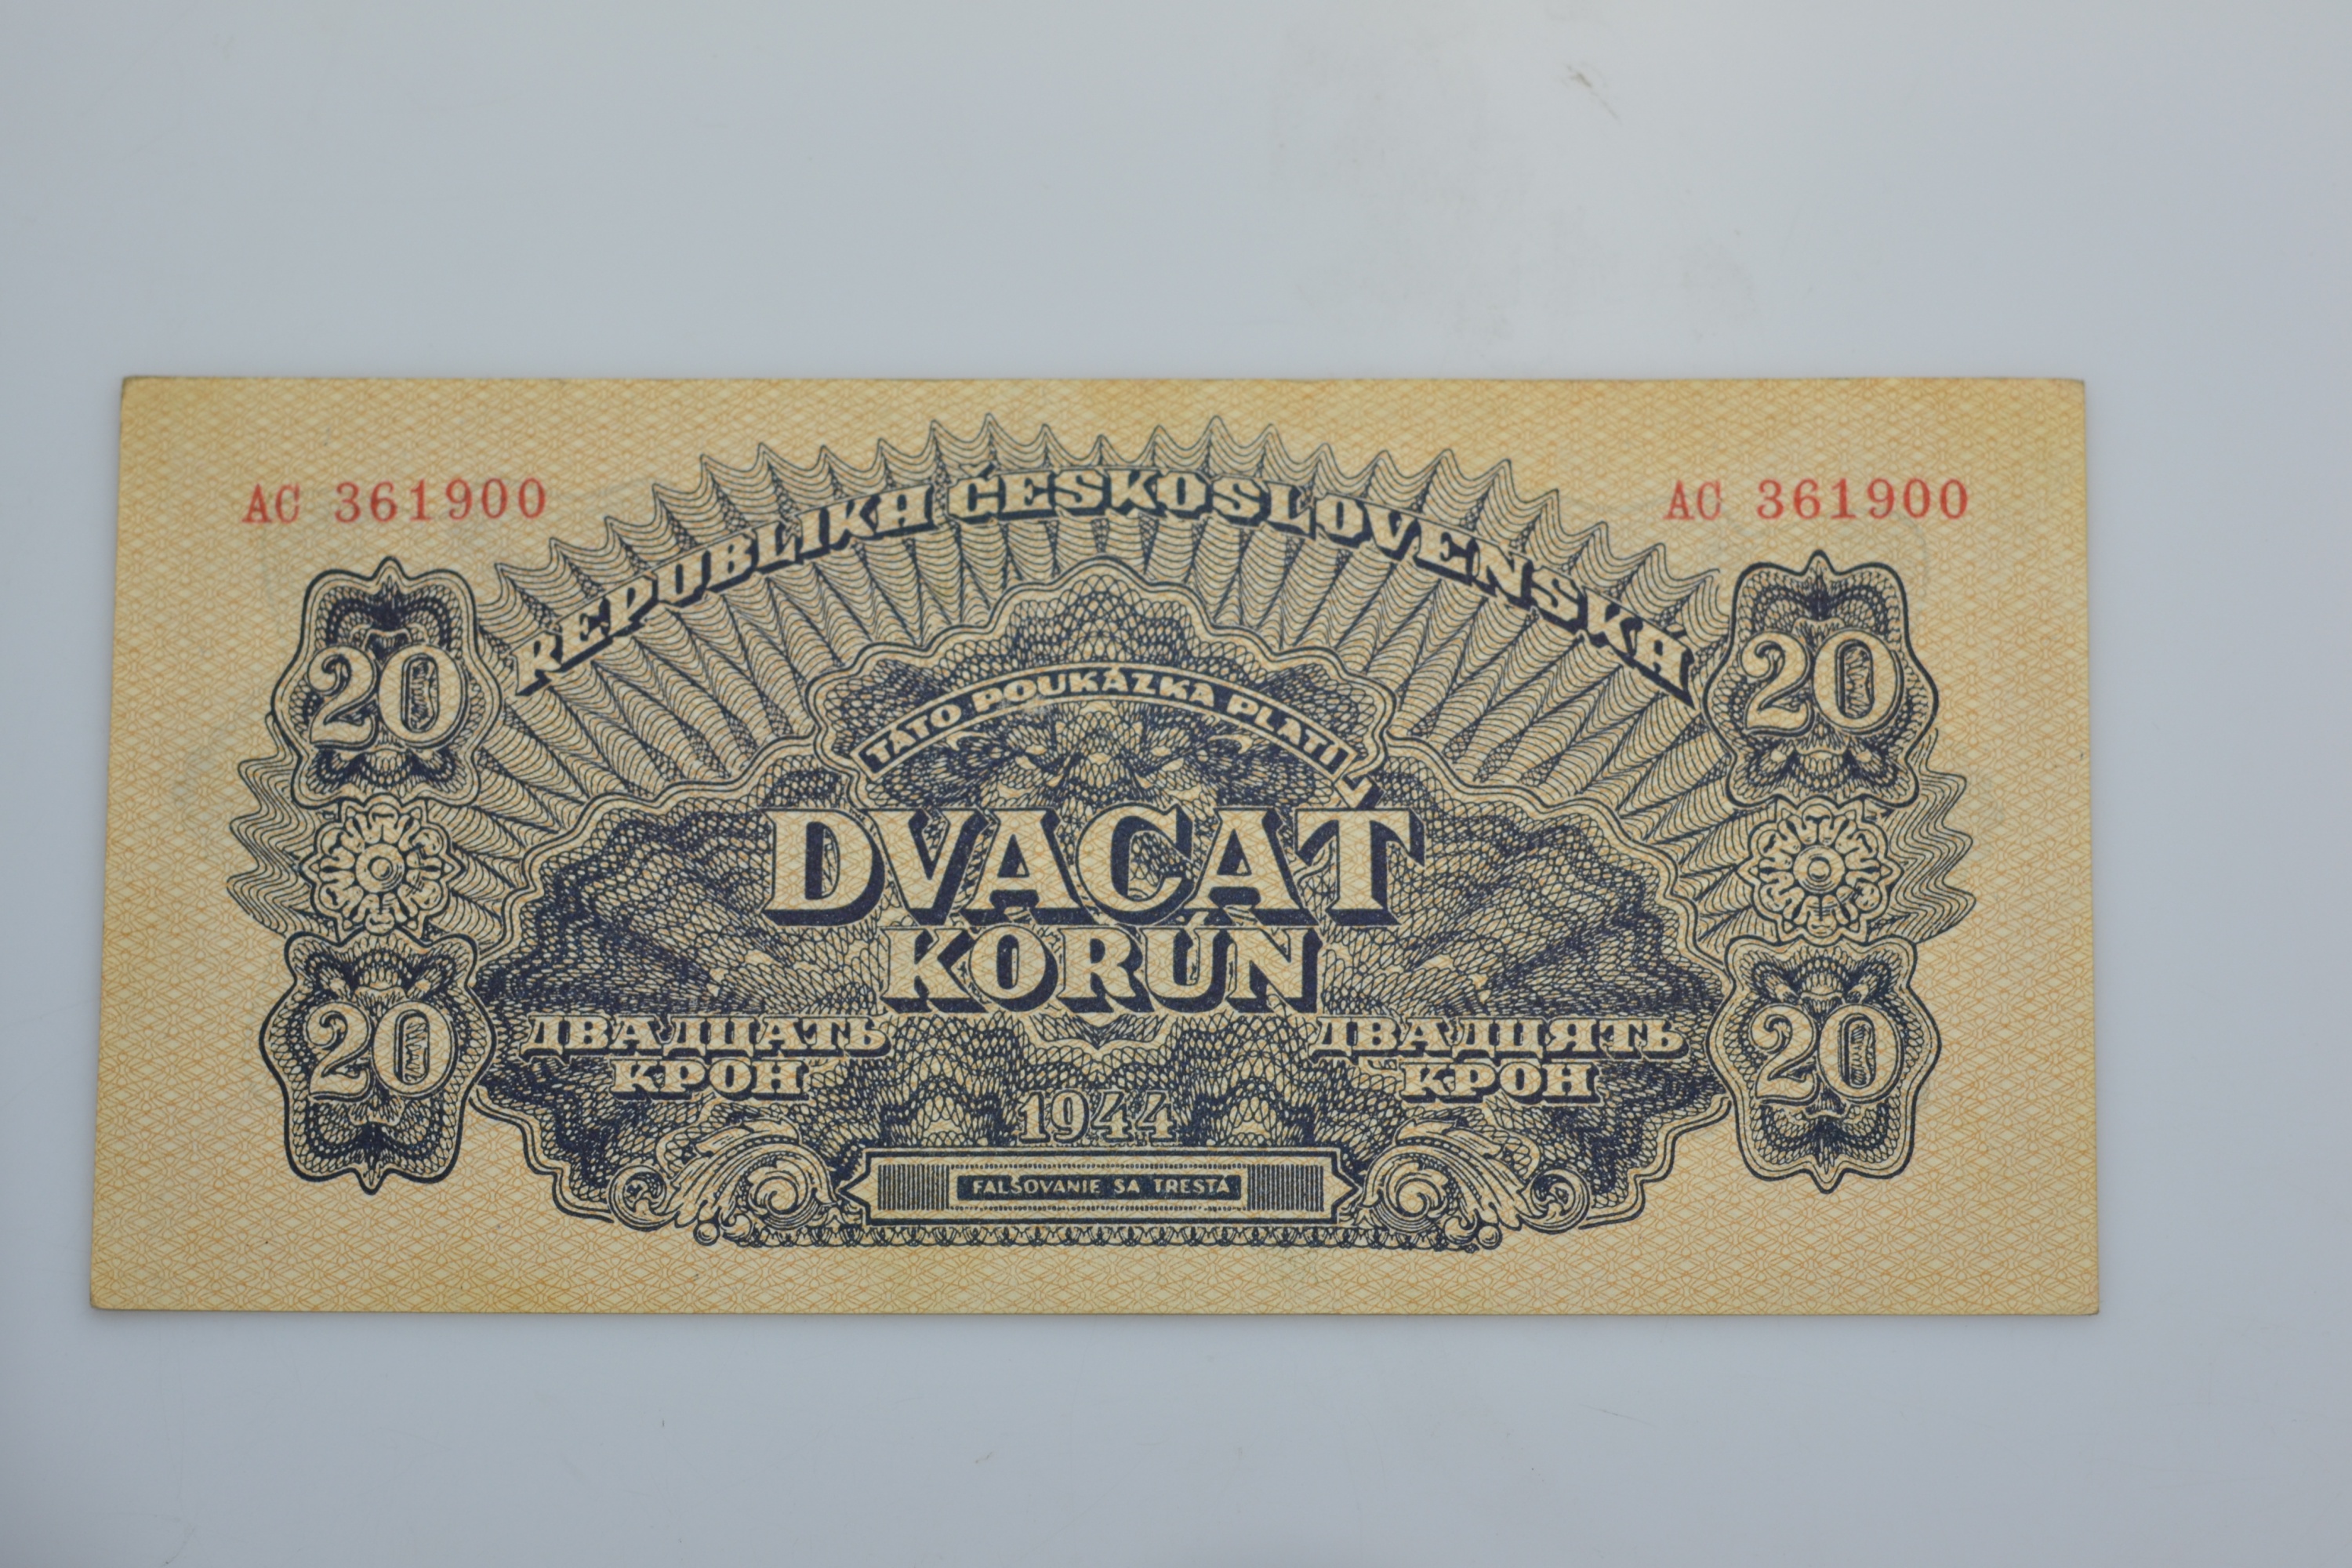 AC 361900
AC 361900
REPUBLIKA ČESKOSLOVENSKÁ
20
20
TÁTO POUKÁZKA PLATÍ
DVACAŤ
KORÚN
20
20
ДВАДЦАТЬ
КРОН
ДВАДЦЯТЬ
КРОН
1944
FALŠOVANIE SA TRESTÁ